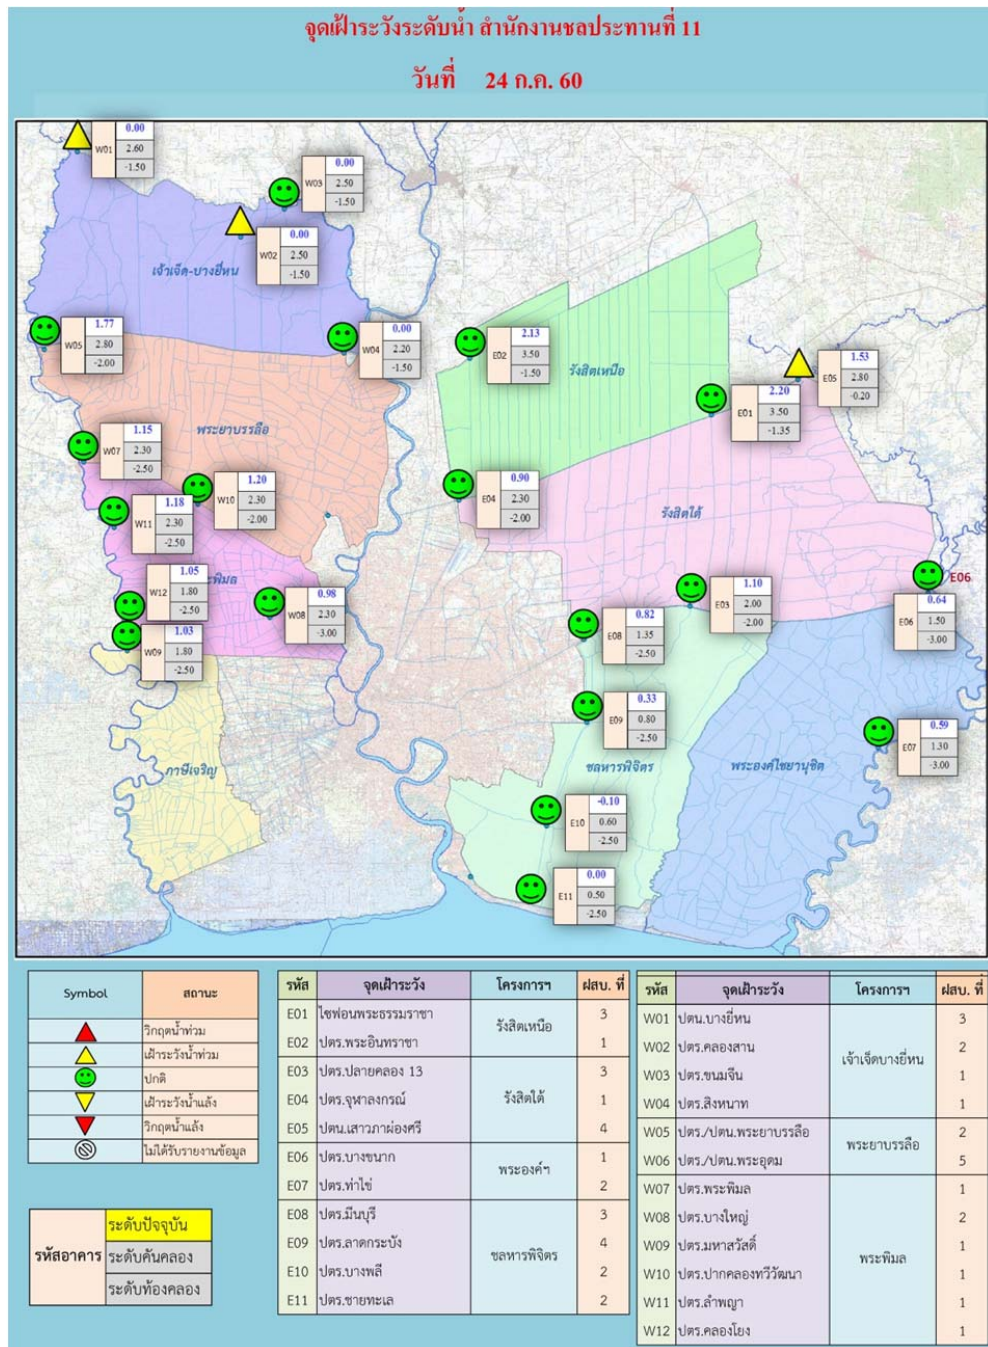 จุดเฝ้าระวังระดับน้ำ สำนักงานชลประทานที่ 11
วันที่ 24 ก.ค. 60
W01 0.00 2.60 -1.50
W03 0.00 2.50 -1.50
W02 0.00 2.50 -1.50
เจ้าเจ็ด-บางยี่หน
W05 1.77 2.80 -2.00
W04 0.00 2.20 -1.50
E02 2.13 3.50 -1.50
รังสิตเหนือ
E05 1.53 2.80 -0.20
E01 2.20 3.50 -1.35
พระยาบรรลือ
W07 1.15 2.30 -2.50
W10 1.20 2.30 -2.00
E04 0.90 2.30 -2.00
W11 1.18 2.30 -2.50
รังสิตใต้
W12 1.05 1.80 -2.50
W08 0.98 2.30 -3.00
E03 1.10 2.00 -2.00
E06
E06 0.64 1.50 -3.00
W09 1.03 1.80 -2.50
E08 0.82 1.35 -2.50
E09 0.33 0.80 -2.50
E07 0.59 1.30 -3.00
ภาษีเจริญ
ชลหารพิจิตร
พระองค์ไชยานุชิต
E10 -0.10 0.60 -2.50
E11 0.00 0.50 -2.50
Symbol สถานะ
วิกฤตน้ำท่วม
เฝ้าระวังน้ำท่วม
ปกติ
เฝ้าระวังน้ำแล้ง
วิกฤตน้ำแล้ง
ไม่ได้รับรายงานข้อมูล
รหัสอาคาร
ระดับปัจจุบัน
ระดับคันคลอง
ระดับท้องคลอง
รหัส จุดเฝ้าระวัง โครงการฯ ฝสบ. ที่
E01 ไซฟอนพระธรรมราชา รังสิตเหนือ 3
E02 ปตร.พระอินทราชา 1
E03 ปตร.ปลายคลอง 13 3
E04 ปตร.จุฬาลงกรณ์ รังสิตใต้ 1
E05 ปตน.เสาวภาผ่องศรี 4
E06 ปตร.บางขนาก พระองค์ฯ 1
E07 ปตร.ท่าไข่ 2
E08 ปตร.มีนบุรี 3
E09 ปตร.ลาดกระบัง ชลหารพิจิตร 4
E10 ปตร.บางพลี 2
E11 ปตร.ชายทะเล 2
รหัส จุดเฝ้าระวัง โครงการฯ ฝสบ. ที่
W01 ปตน.บางยี่หน 3
W02 ปตร.คลองสาน เจ้าเจ็ดบางยี่หน 2
W03 ปตร.ขนมจีน 1
W04 ปตร.สิงหนาท 1
W05 ปตร./ปตน.พระยาบรรลือ พระยาบรรลือ 2
W06 ปตร./ปตน.พระอุดม 5
W07 ปตร.พระพิมล 1
W08 ปตร.บางใหญ่ 2
W09 ปตร.มหาสวัสดิ์ พระพิมล 1
W10 ปตร.ปากคลองทวีวัฒนา 1
W11 ปตร.ลำพญา 1
W12 ปตร.คลองโยง 1